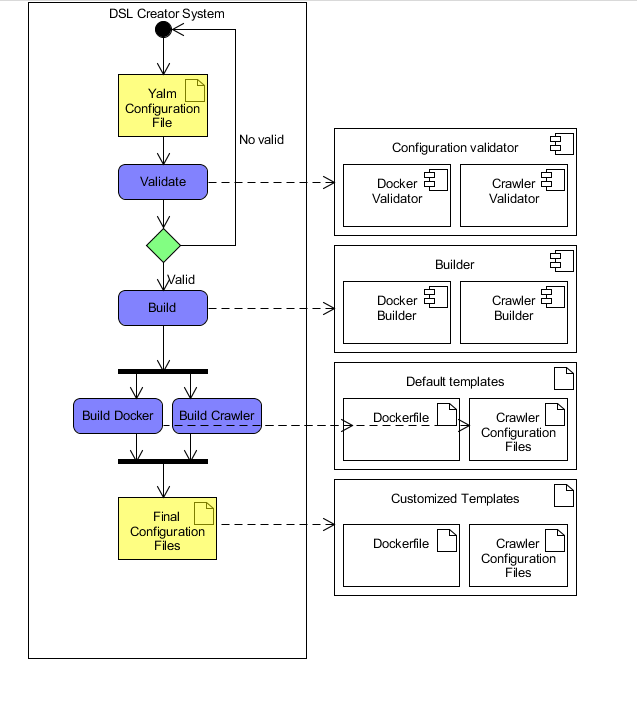 DSL Creator System
Yalm
Configuration
File
No valid
Validate
Valid
Build
Build Docker
Build Crawler
Final
Configuration
Files
Configuration validator
Docker
Validator
Crawler
Validator
Builder
Docker
Builder
Crawler
Builder
Default templates
Dockerfile
Crawler
Configuration
Files
Customized Templates
Dockerfile
Crawler
Configuration
Files